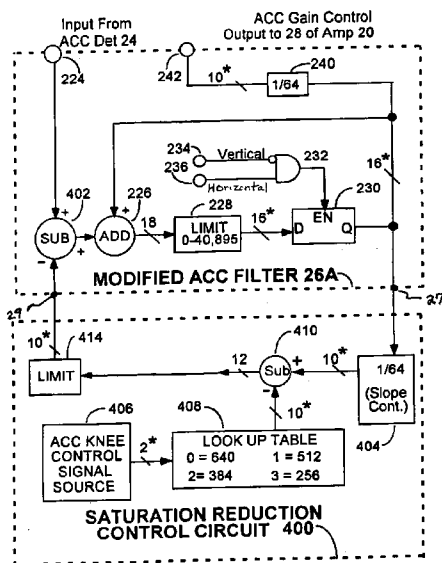 Input From
ACC Det 24
ACC Gain Control
Output to 28 of Amp 20
224
242
10*
240
1/64
234
Vertical
236
Horizontal
232
16*
402
226
230
+
SUB
+
-
+
+
ADD
18
228
LIMIT
0-40,895
16*
EN
D
Q
MODIFIED ACC FILTER 26A
29
27
10*
414
LIMIT
12
410
Sub
+
-
10*
10*
1/64
(Slope
Cont.)
404
406
ACC KNEE
CONTROL
SIGNAL
SOURCE
2*
408
LOOK UP TABLE
0 = 640 1 = 512
2= 384 3 = 256
SATURATION REDUCTION
CONTROL CIRCUIT 400